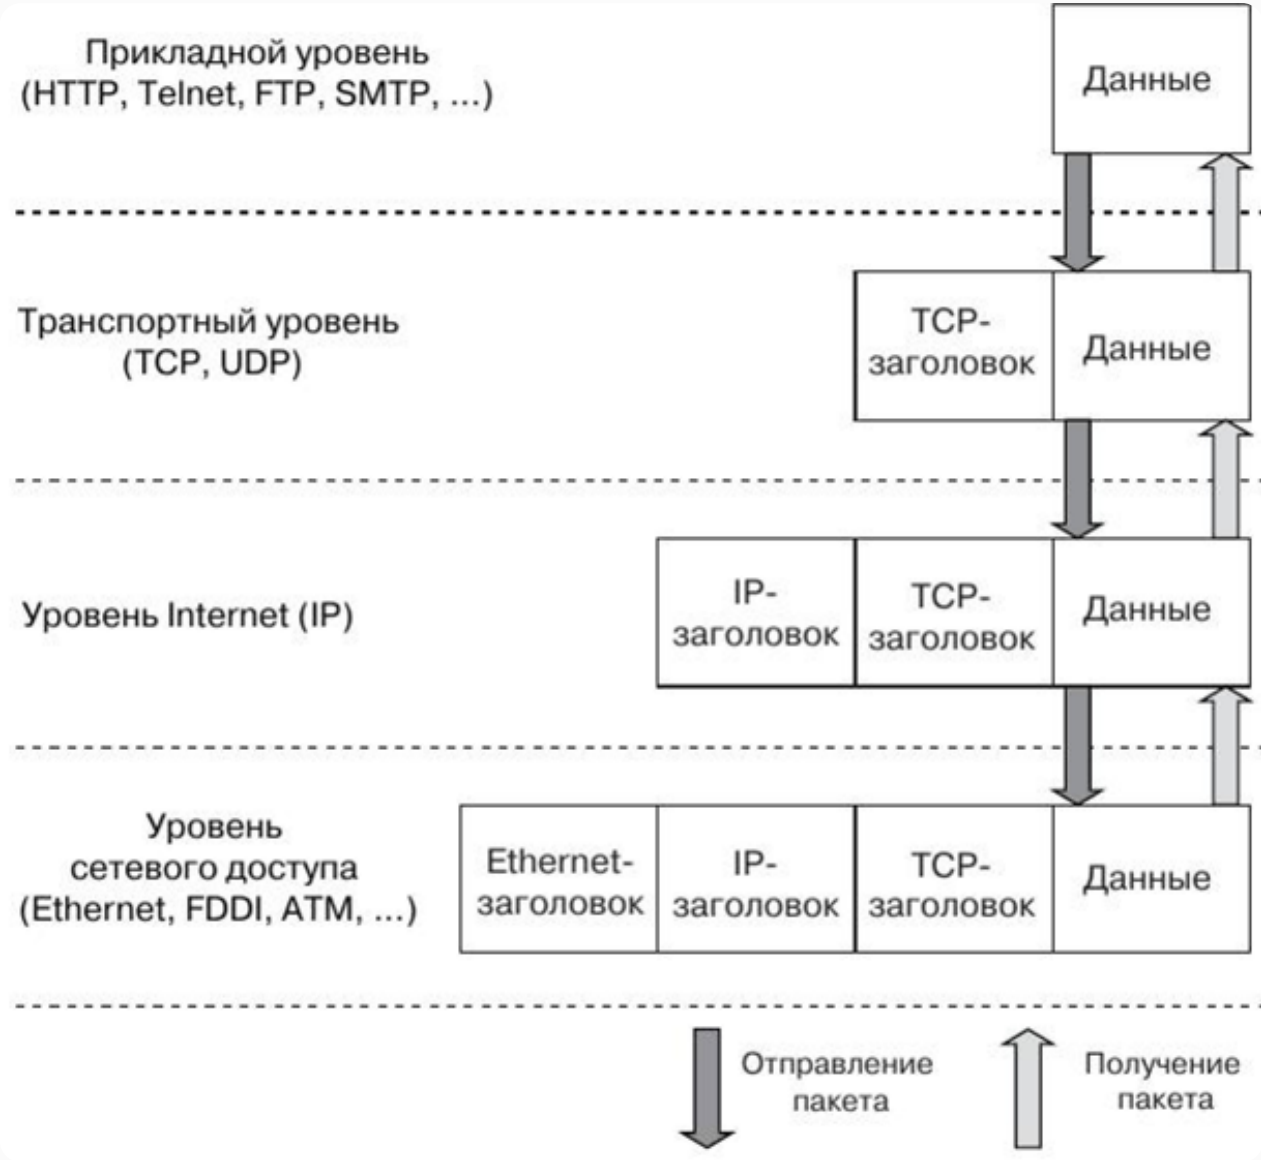 Прикладной уровень
(HTTP, Telnet, FTP, SMTP, ...)
Данные
Транспортный уровень
(TCP, UDP)
TCP-
заголовок
Данные
Уровень Internet (IP)
IP-
заголовок
TCP-
заголовок
Данные
Уровень
сетевого доступа
(Ethernet, FDDI, ATM, ...)
Ethernet-
заголовок
IP-
заголовок
TCP-
заголовок
Данные
Отправление
пакета
Получение
пакета